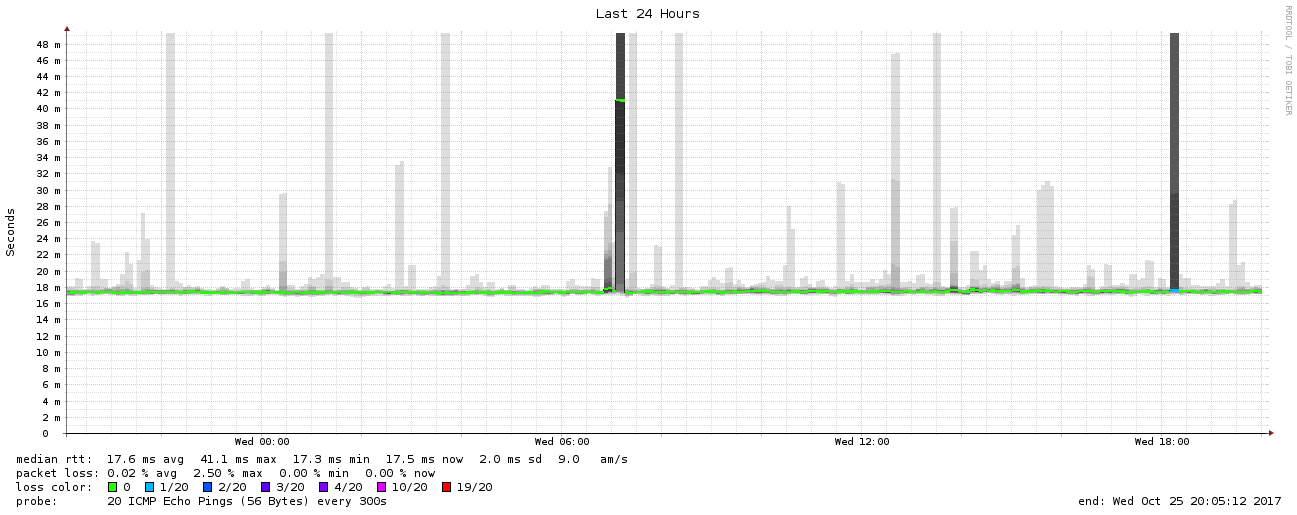 Last 24 Hours
RRDTOOL / TOBI OETIKER
Seconds
48 m
46 m
44 m
42 m
40 m
38 m
36 m
34 m
32 m
30 m
28 m
26 m
24 m
22 m
20 m
18 m
16 m
14 m
12 m
10 m
8 m
6 m
4 m
2 m
0
Wed 00:00 Wed 06:00 Wed 12:00 Wed 18:00
median rtt: 17.6 ms avg 41.1 ms max 17.3 ms min 17.5 ms now 2.0 ms sd 9.0 am/s
packet loss: 0.02 % avg 2.50 % max 0.00 % min 0.00 % now
loss color: 0 1/20 2/20 3/20 4/20 10/20 19/20
probe: 20 ICMP Echo Pings (56 Bytes) every 300s end: Wed Oct 25 20:05:12 2017